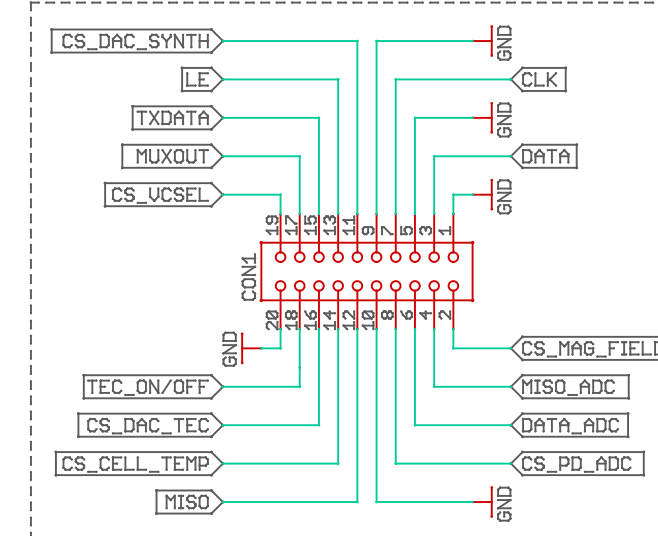 CS_DAC_SYNTH
GND
LE
CLK
TXDATA
GND
MUXOUT
DATA
CS_VCSEL
GND
19 17 15 13 11 9 7 5 3 1
CON1
20 18 16 14 12 10 8 6 4 2
GND
CS_MAG_FIELD
TEC_ON/OFF
MISO_ADC
CS_DAC_TEC
DATA_ADC
CS_CELL_TEMP
CS_PD_ADC
MISO
GND